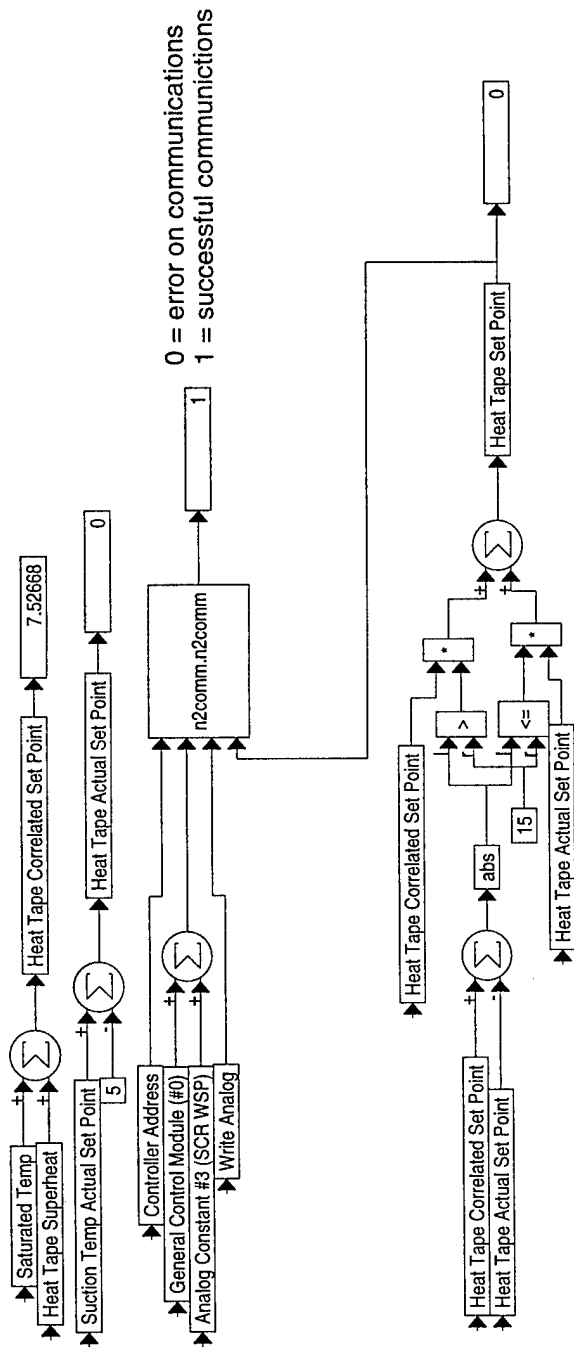 Saturated Temp
Heat Tape Superheat
+
+
Σ
Heat Tape Correlated Set Point
7.52668
Suction Temp Actual Set Point
5
+
-
Σ
Heat Tape Actual Set Point
0
Controller Address
General Control Module (#0)
Analog Constant #3 (SCR WSP)
Write Analog
+
+
Σ
n2comm.n2comm
1
0 = error on communications
1 = successful communictions
Heat Tape Correlated Set Point
Heat Tape Actual Set Point
+
-
Σ
abs
15
Heat Tape Correlated Set Point
l
r
>
l
r
<=
Heat Tape Actual Set Point
*
*
+
+
Σ
Heat Tape Set Point
0